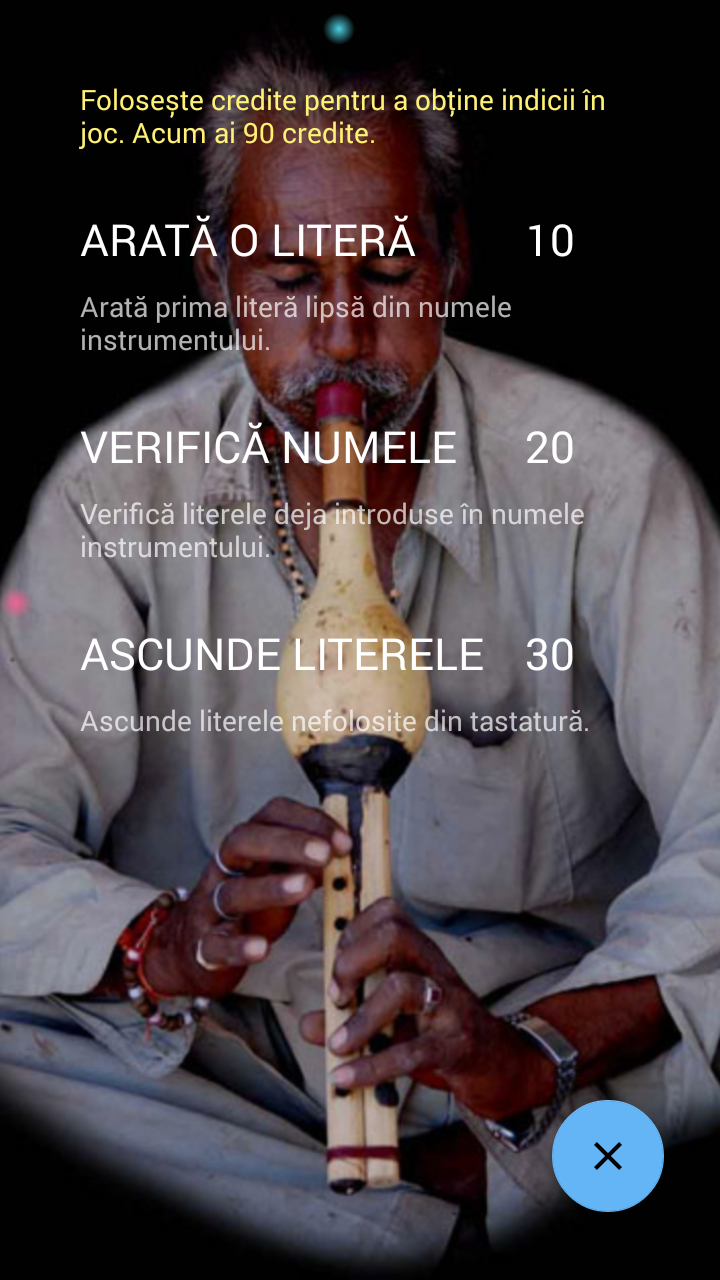 Folosește credite pentru a obține indicii în
joc. Acum ai 90 credite.
ARATĂ O LITERĂ 10
Arată prima literă lipsă din numele
instrumentului.
VERIFICĂ NUMELE 20
Verifică literele deja introduse în numele
instrumentului.
ASCUNDE LITERELE 30
Ascunde literele nefolosite din tastatură.